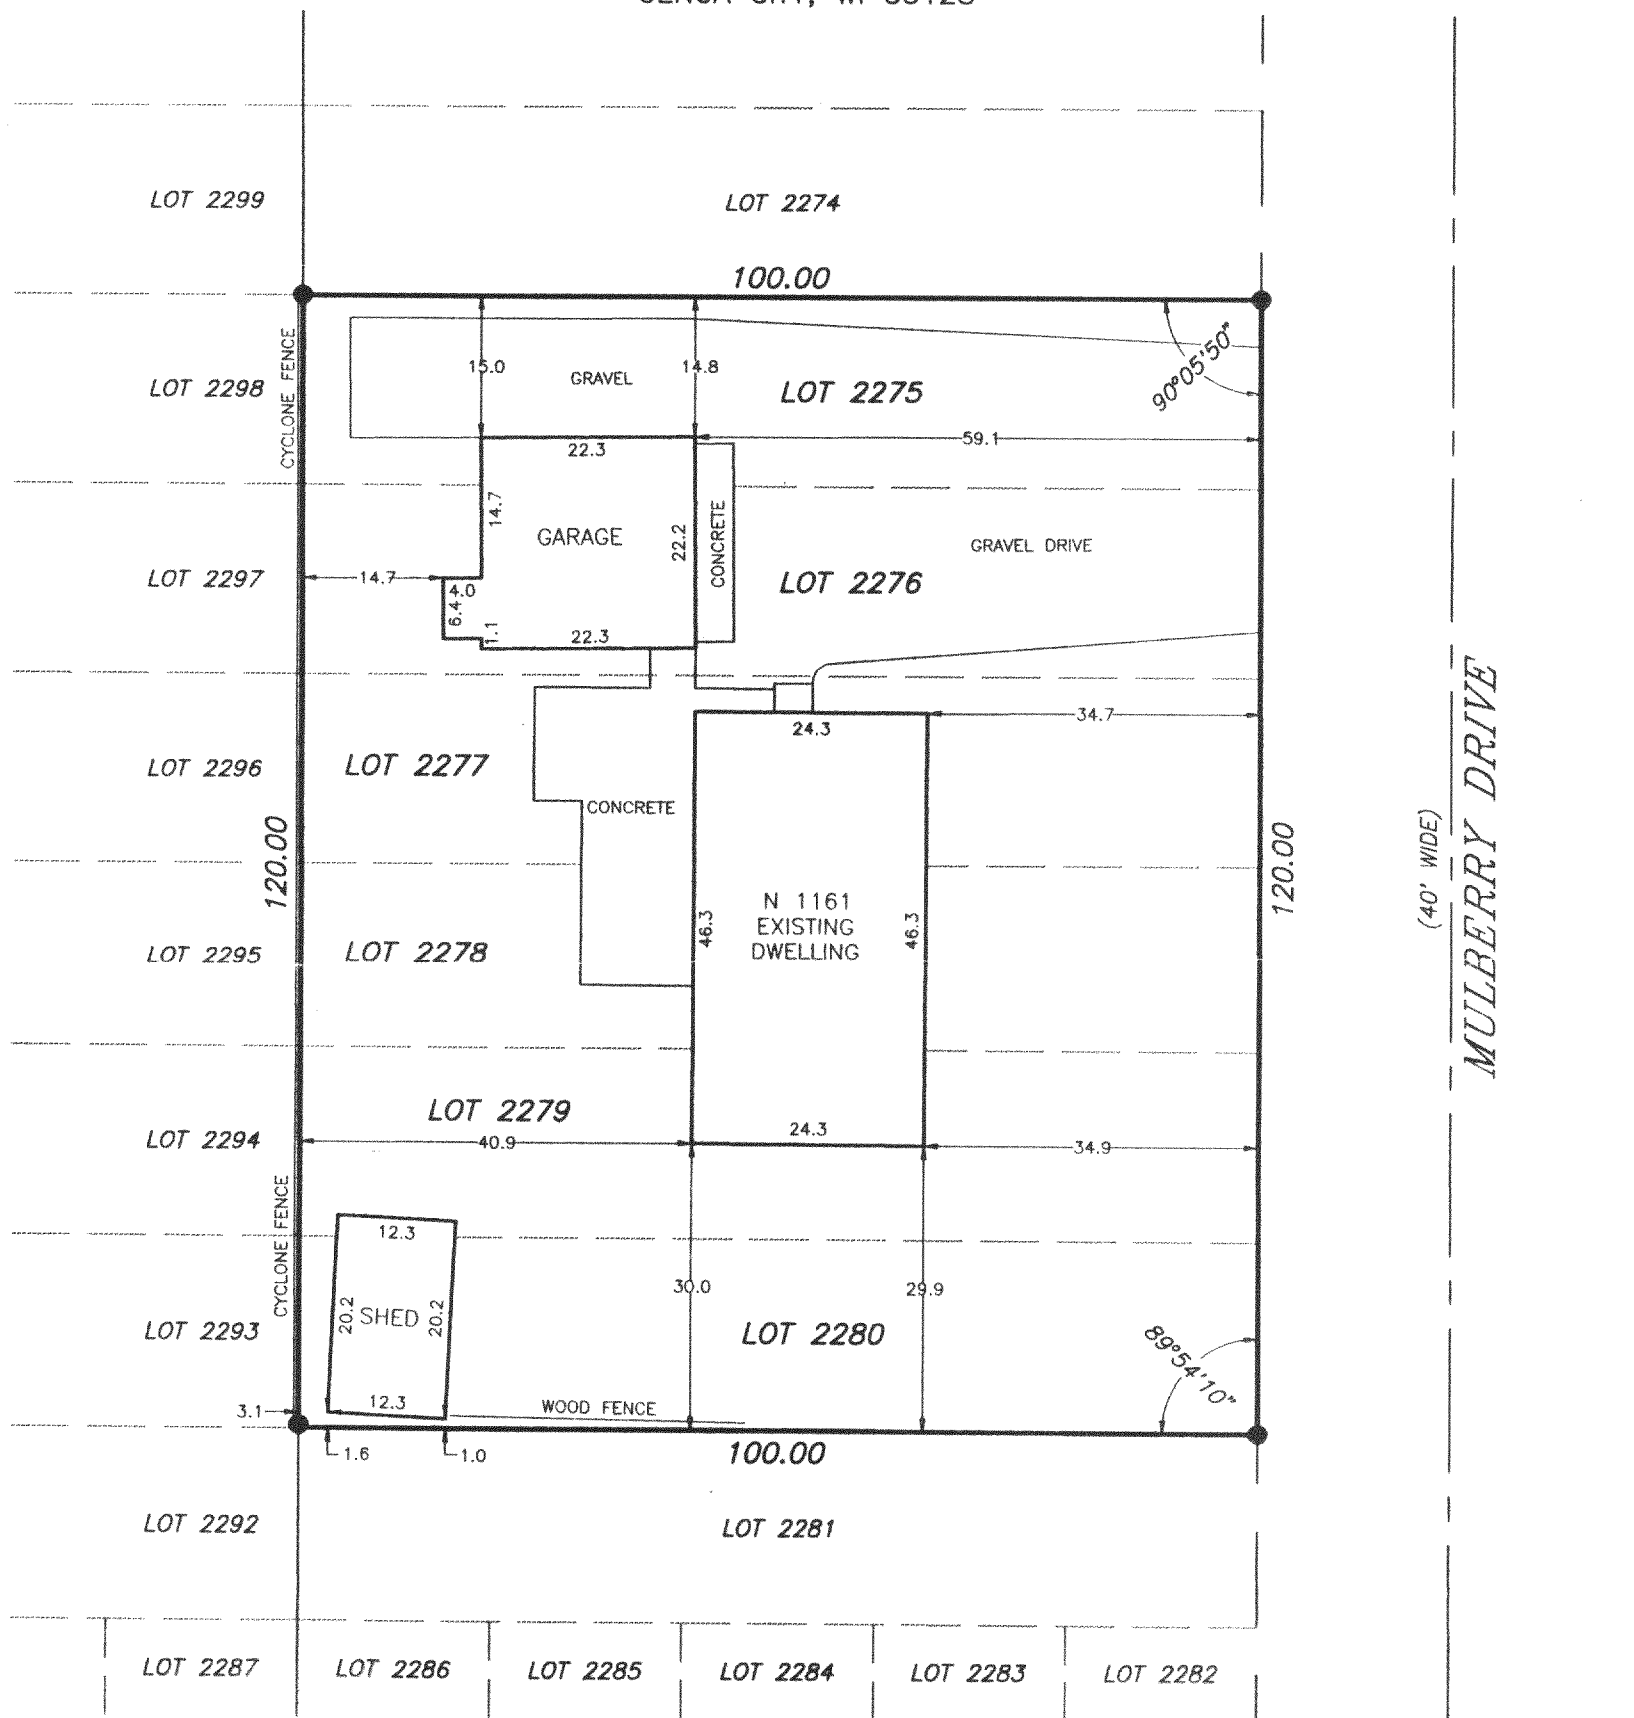 LOT 2299
LOT 2274
100.00
CYCLONE FENCE
LOT 2298
15.0
GRAVEL
14.8
LOT 2275
90°05'50"
22.3
59.1
14.7
GARAGE
22.2
CONCRETE
GRAVEL DRIVE
LOT 2297
14.7
4.0
6.4
1.1
22.3
LOT 2276
24.3
34.7
LOT 2296
LOT 2277
CONCRETE
120.00
120.00
(40' WIDE)
MULBERRY DRIVE
N 1161
EXISTING
DWELLING
46.3
46.3
LOT 2295
LOT 2278
LOT 2279
LOT 2294
40.9
24.3
34.9
CYCLONE FENCE
12.3
20.2
SHED
20.2
30.0
29.9
LOT 2293
LOT 2280
89°54'10"
12.3
3.1
WOOD FENCE
1.6
1.0
100.00
LOT 2292
LOT 2281
LOT 2287
LOT 2286
LOT 2285
LOT 2284
LOT 2283
LOT 2282